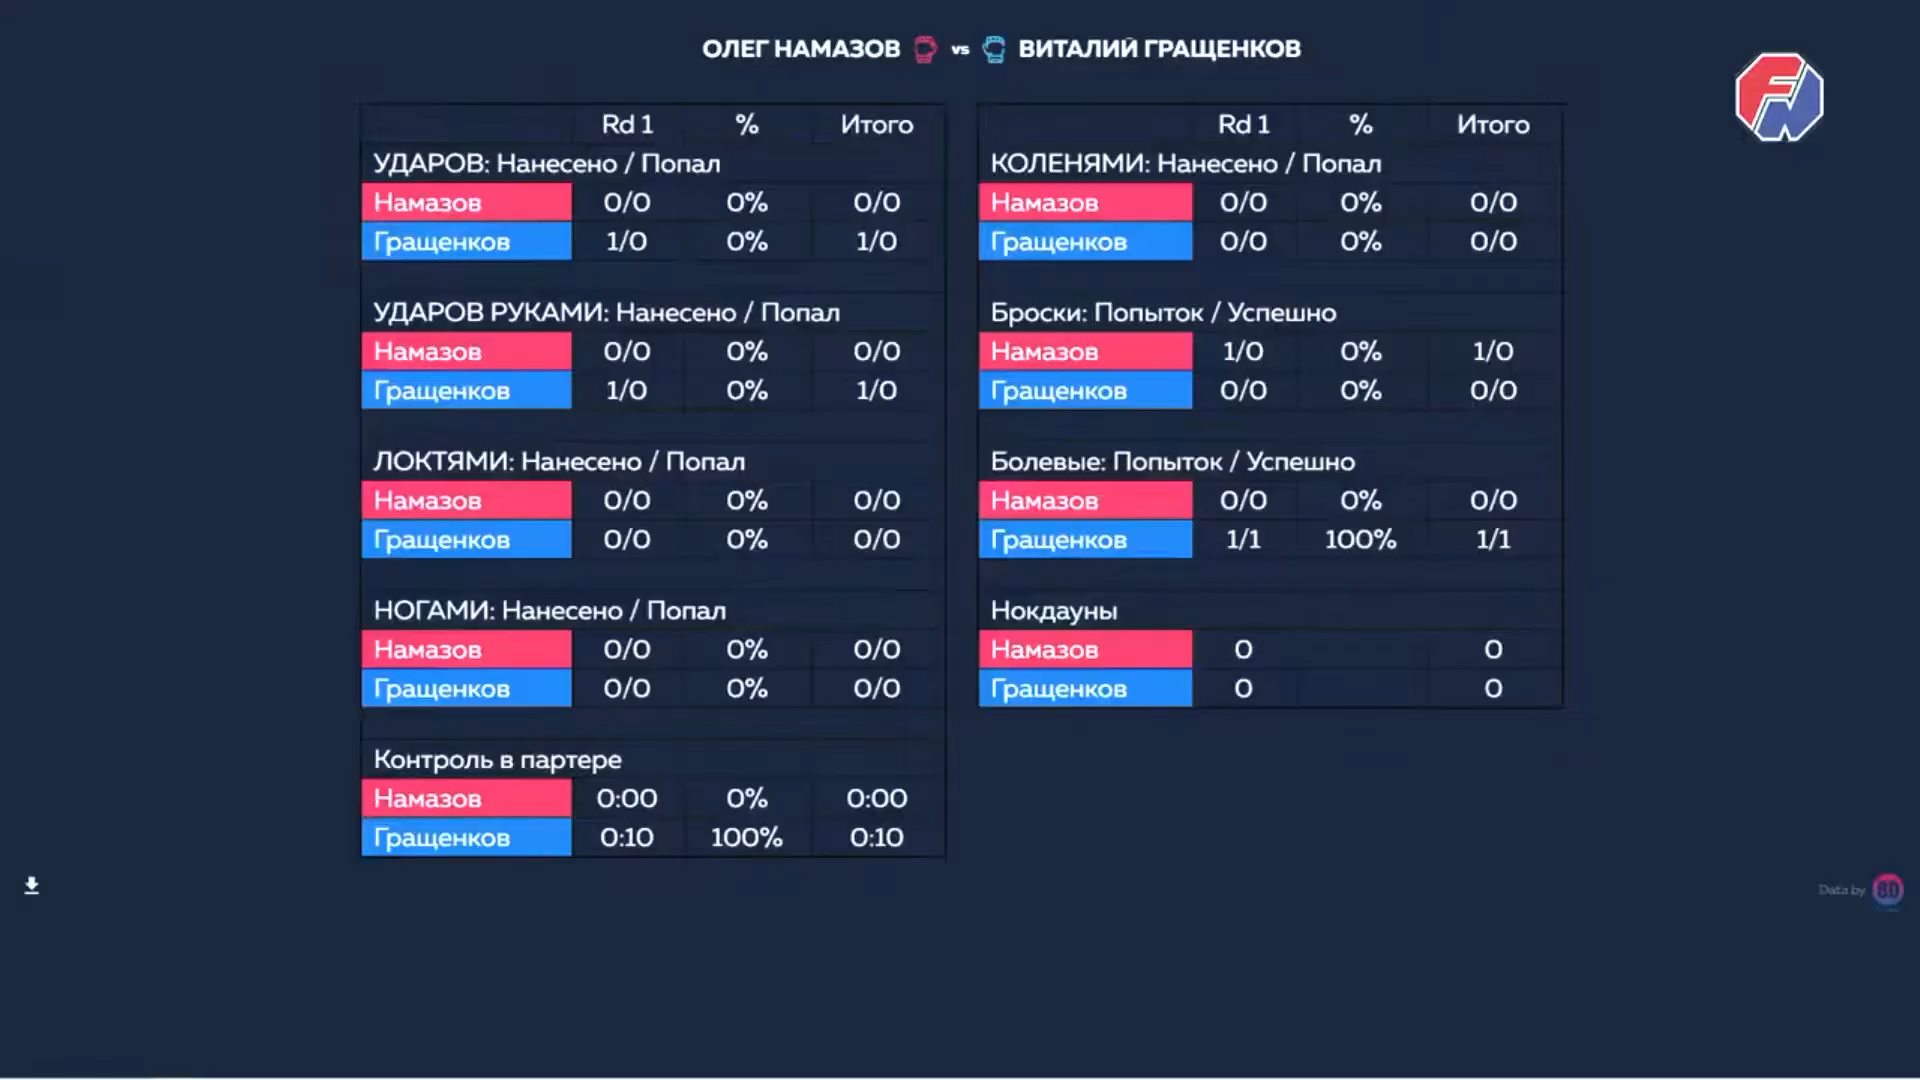 ОЛЕГ НАМАЗОВ vs ВИТАЛИЙ ГРАЩЕНКОВ
FN
Rd 1 % Итого
УДАРОВ: Нанесено / Попал
Намазов 0/0 0% 0/0
Гращенков 1/0 0% 1/0
УДАРОВ РУКАМИ: Нанесено / Попал
Намазов 0/0 0% 0/0
Гращенков 1/0 0% 1/0
ЛОКТЯМИ: Нанесено / Попал
Намазов 0/0 0% 0/0
Гращенков 0/0 0% 0/0
НОГАМИ: Нанесено / Попал
Намазов 0/0 0% 0/0
Гращенков 0/0 0% 0/0
Контроль в партере
Намазов 0:00 0% 0:00
Гращенков 0:10 100% 0:10
Rd 1 % Итого
КОЛЕНЯМИ: Нанесено / Попал
Намазов 0/0 0% 0/0
Гращенков 0/0 0% 0/0
Броски: Попыток / Успешно
Намазов 1/0 0% 1/0
Гращенков 0/0 0% 0/0
Болевые: Попыток / Успешно
Намазов 0/0 0% 0/0
Гращенков 1/1 100% 1/1
Нокдауны
Намазов 0 0
Гращенков 0 0
Data by